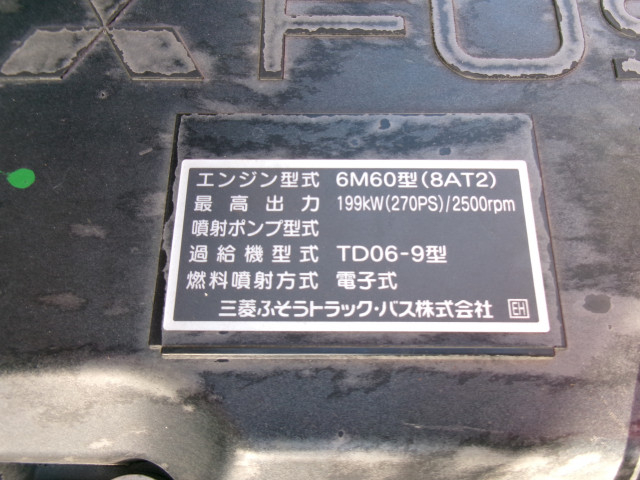 FUS
エンジン型式 6M60型(8AT2)
最高出力 199kW(270PS)/2500rpm
噴射ポンプ型式
過給機型式 TD06-9型
燃料噴射方式 電子式
三菱ふそうトラック・バス株式会社 EH